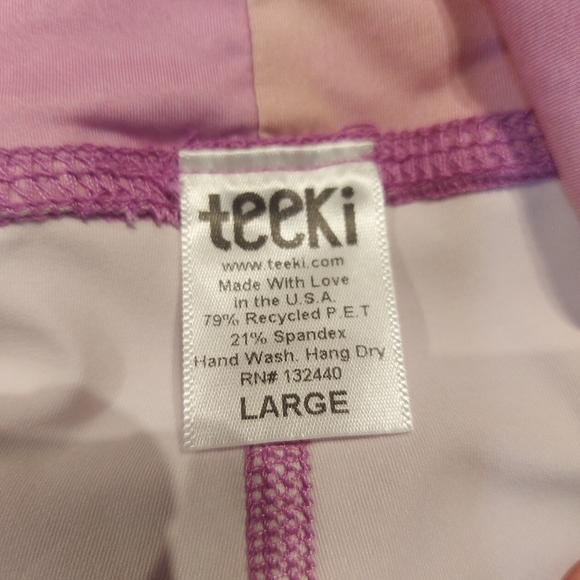 teeki
www.teeki.com
Made With Love
in the U.S.A.
79% Recycled P.E.T
21% Spandex
Hand Wash. Hang Dry
RN# 132440
LARGE